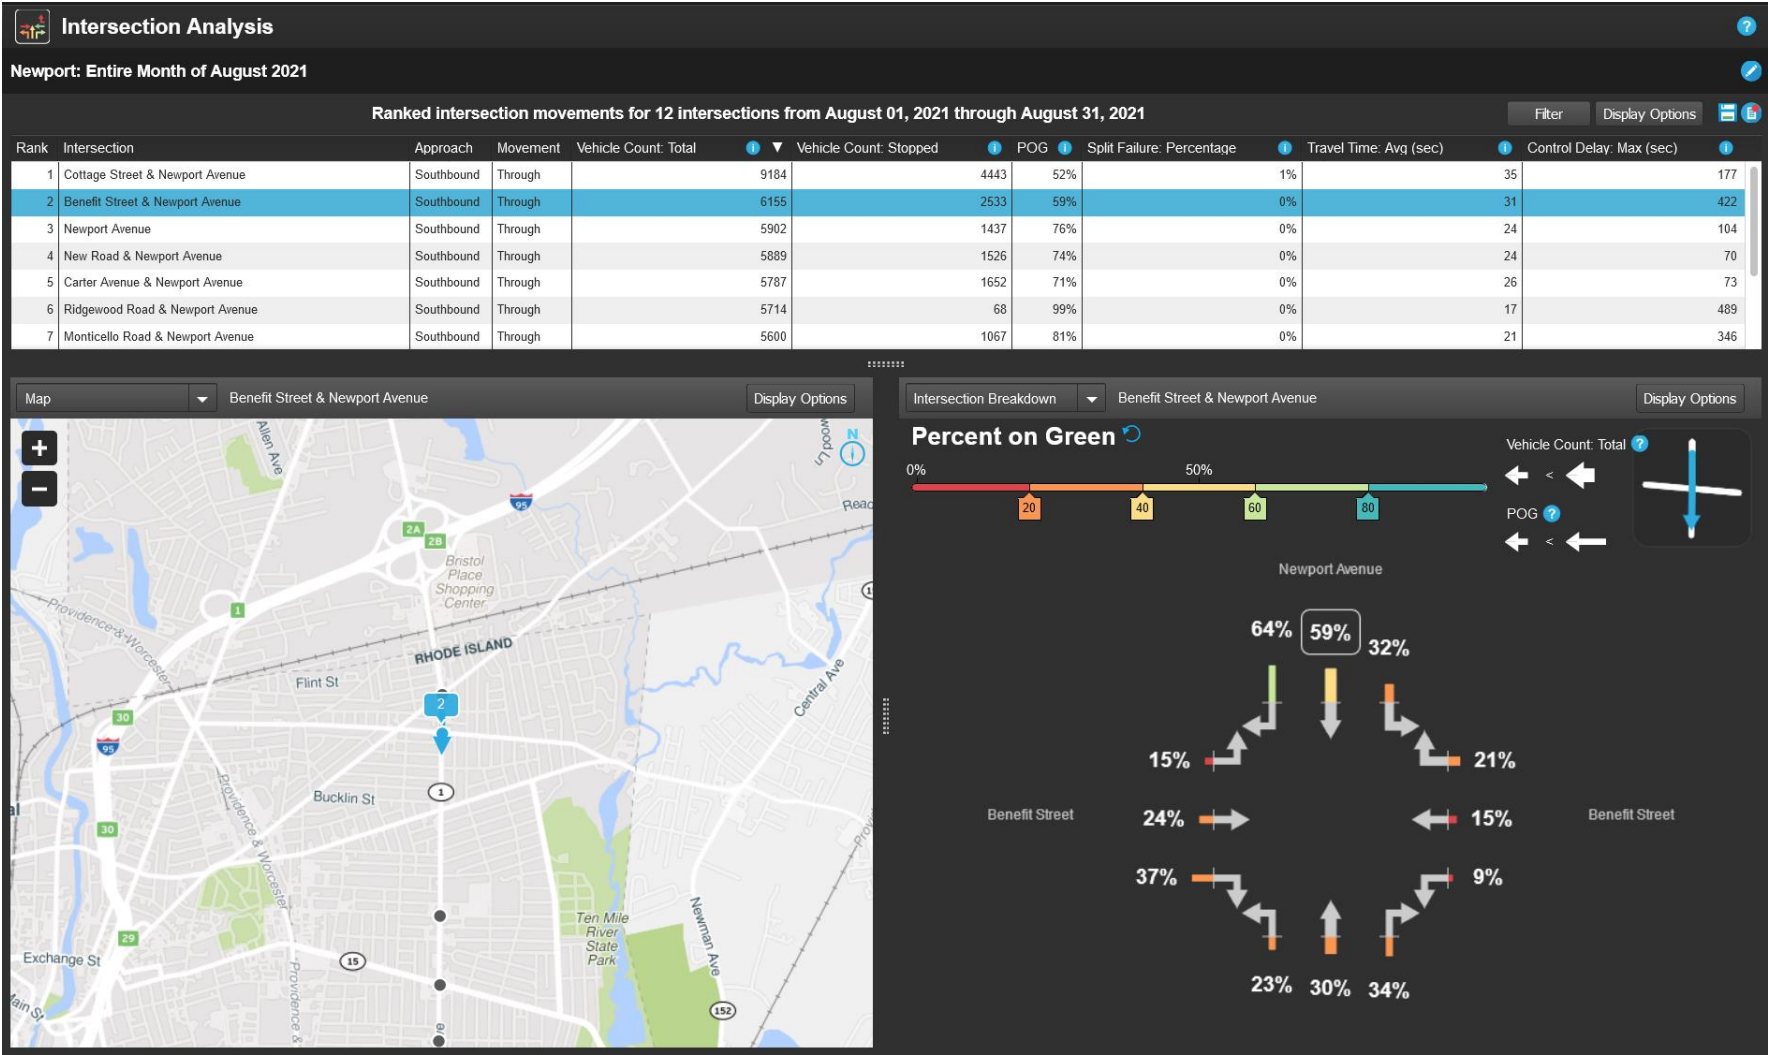 Intersection Analysis
?
Newport: Entire Month of August 2021
Ranked intersection movements for 12 intersections from August 01, 2021 through August 31, 2021
Filter
Display Options
Rank Intersection Approach Movement Vehicle Count: Total i ▼ Vehicle Count: Stopped i POG i Split Failure: Percentage i Travel Time: Avg (sec) i Control Delay: Max (sec) i
1 Cottage Street & Newport Avenue Southbound Through 9184 4443 52% 1% 35 177
2 Benefit Street & Newport Avenue Southbound Through 6155 2533 59% 0% 31 422
3 Newport Avenue Southbound Through 5902 1437 76% 0% 24 104
4 New Road & Newport Avenue Southbound Through 5889 1526 74% 0% 24 70
5 Carter Avenue & Newport Avenue Southbound Through 5787 1652 71% 0% 26 73
6 Ridgewood Road & Newport Avenue Southbound Through 5714 68 99% 0% 17 489
7 Monticello Road & Newport Avenue Southbound Through 5600 1067 81% 0% 21 346
Map
Benefit Street & Newport Avenue
Display Options
+
−
N
Allen Ave
wood Ln
95
2A
2B
Bristol
Place
Shopping
Center
1
Providence & Worcester
RHODE ISLAND
Flint St
2
Central Ave
30
95
Bucklin St
1
Providence & Worcester
30
Newman Ave
Ten Mile
River
State
Park
29
Exchange St
15
Main St
Providence &
152
Intersection Breakdown
Benefit Street & Newport Avenue
Display Options
Percent on Green
0%
50%
20
40
60
80
Vehicle Count: Total ?
<
POG ?
<
Newport Avenue
64%
59%
32%
15%
21%
Benefit Street
24%
15%
Benefit Street
37%
9%
23%
30%
34%